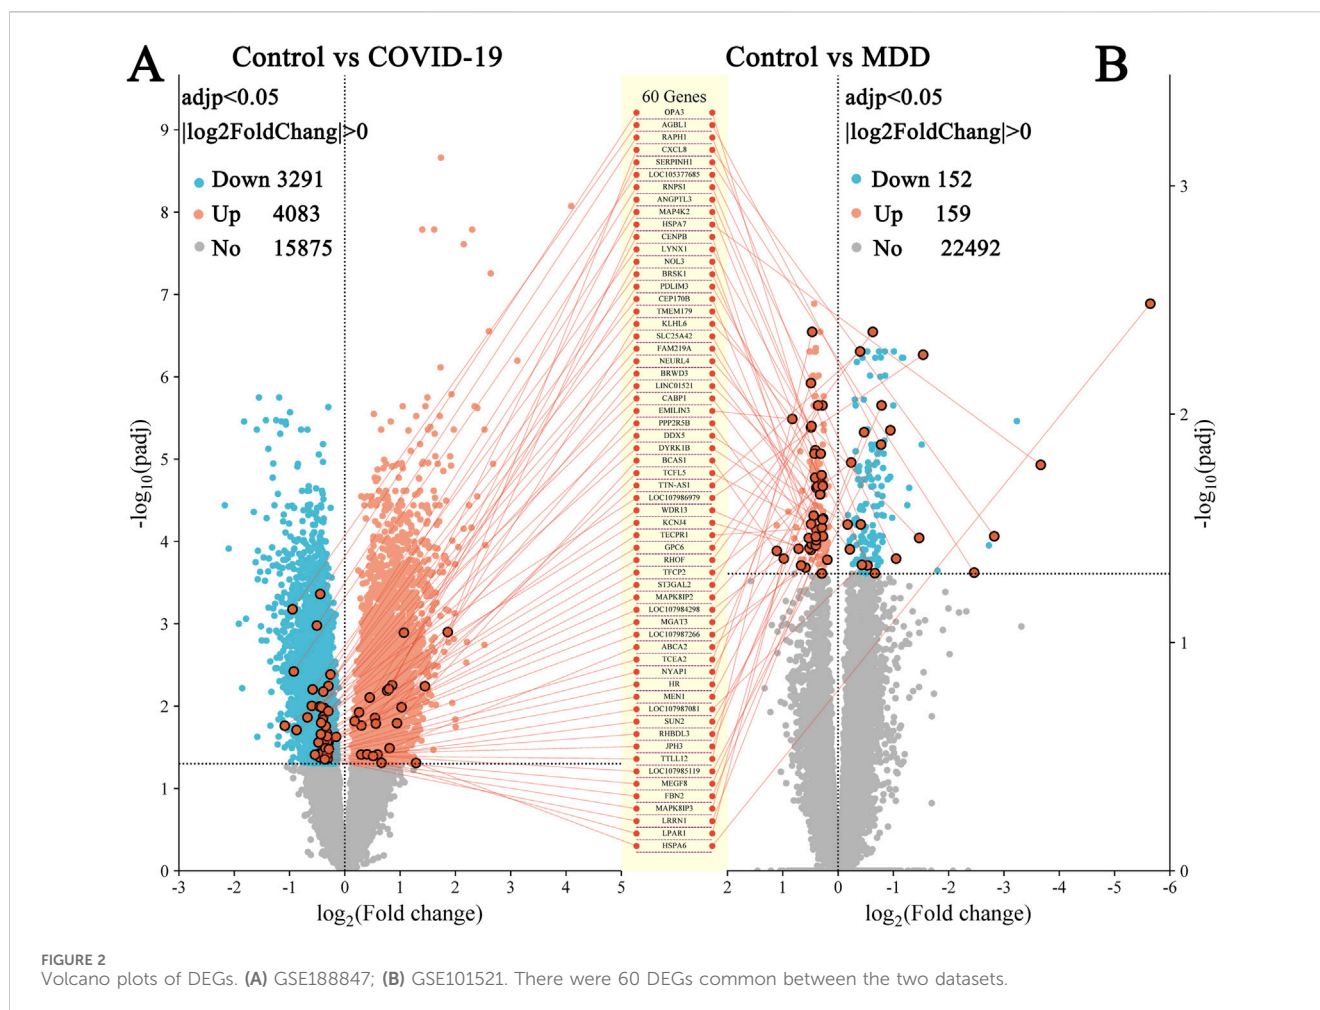 A
Control vs COVID-19
Control vs MDD
B
adjp<0.05
|log2FoldChang|>0
Down 3291
Up 4083
No 15875
60 Genes
OPA3
AGBL1
RAPH1
CXCL8
SERPINH1
LOC105377685
RNPS1
ANGPTL3
MAP4K2
HSPA7
CENPB
LYNX1
NOL3
BRSK1
PDLIM3
CEP170B
TMEM179
KLHL6
SLC25A42
FAM219A
NEURL4
BRWD3
LINC01521
CABP1
EMILIN3
PPP2R5B
DDX5
DYRK1B
BCAS1
TCFL5
TTN-AS1
LOC107986979
WDR13
KCNJ4
TECPR1
GPC6
RHOF
TFCP2
ST3GAL2
MAPK8IP2
LOC107984298
MGAT3
LOC107987266
ABCA2
TCEA2
NYAP1
HR
MEN1
LOC107987081
SUN2
RHBDL3
JPH3
TTLL12
LOC107985119
MEGF8
FBN2
MAPK8IP3
LRRN1
LPAR1
HSPA6
adjp<0.05
|log2FoldChang|>0
Down 152
Up 159
No 22492
9
8
7
6
5
4
3
2
1
0
-log10(padj)
-3 -2 -1 0 1 2 3 4 5
log2(Fold change)
2 1 0 -1 -2 -3 -4 -5 -6
log2(Fold change)
3
2
1
0
-log10(padj)
FIGURE 2
Volcano plots of DEGs. (A) GSE188847; (B) GSE101521. There were 60 DEGs common between the two datasets.